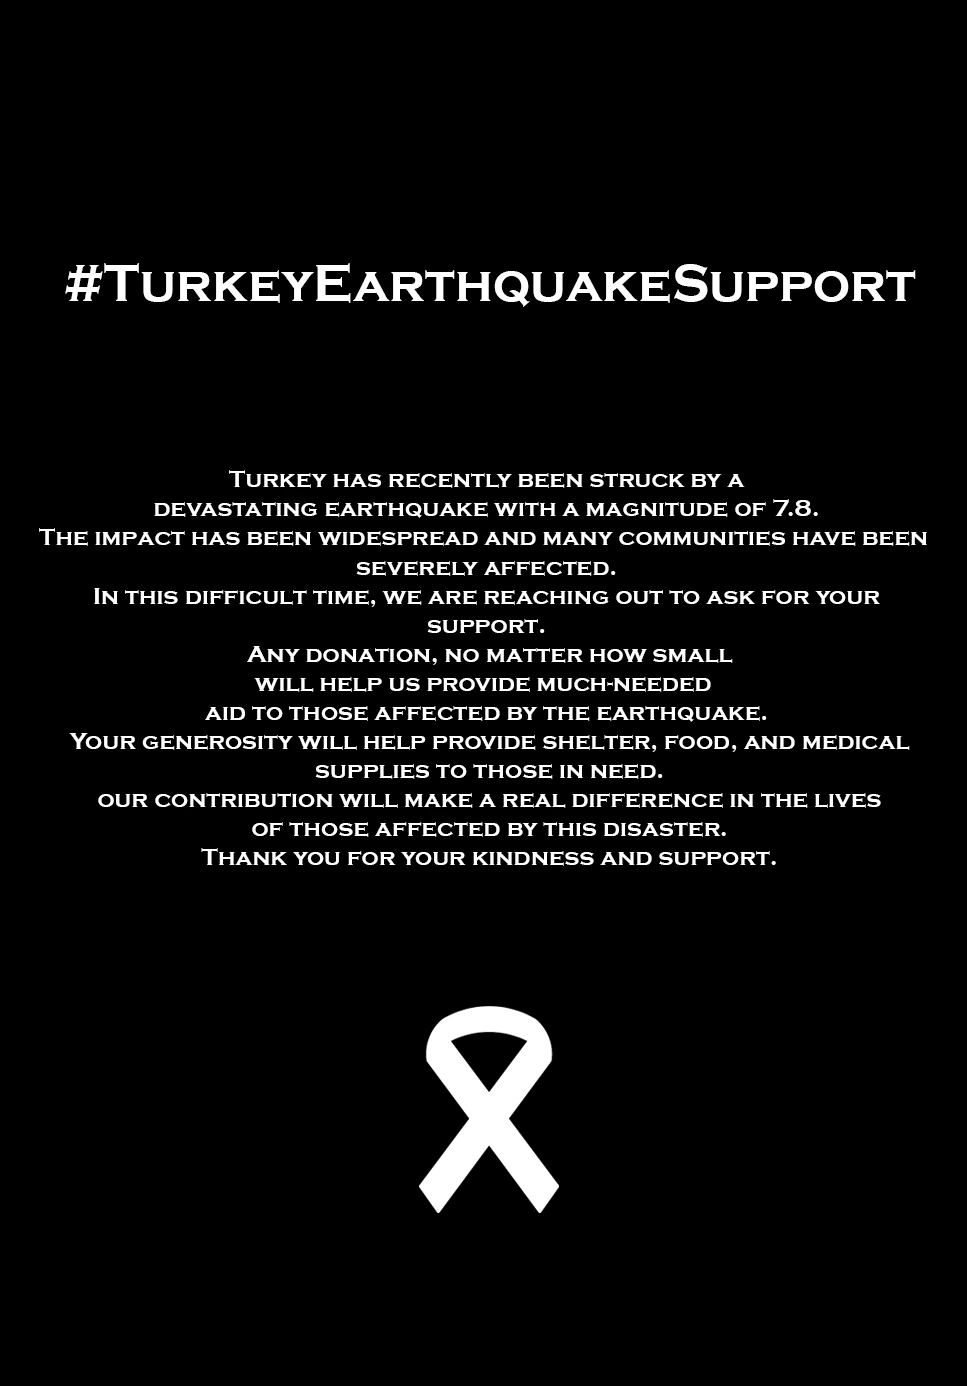 #TurkeyEarthquakeSupport
Turkey has recently been struck by a
devastating earthquake with a magnitude of 7.8.
The impact has been widespread and many communities have been
severely affected.
In this difficult time, we are reaching out to ask for your
support.
Any donation, no matter how small
will help us provide much-needed
aid to those affected by the earthquake.
Your generosity will help provide shelter, food, and medical
supplies to those in need.
our contribution will make a real difference in the lives
of those affected by this disaster.
Thank you for your kindness and support.